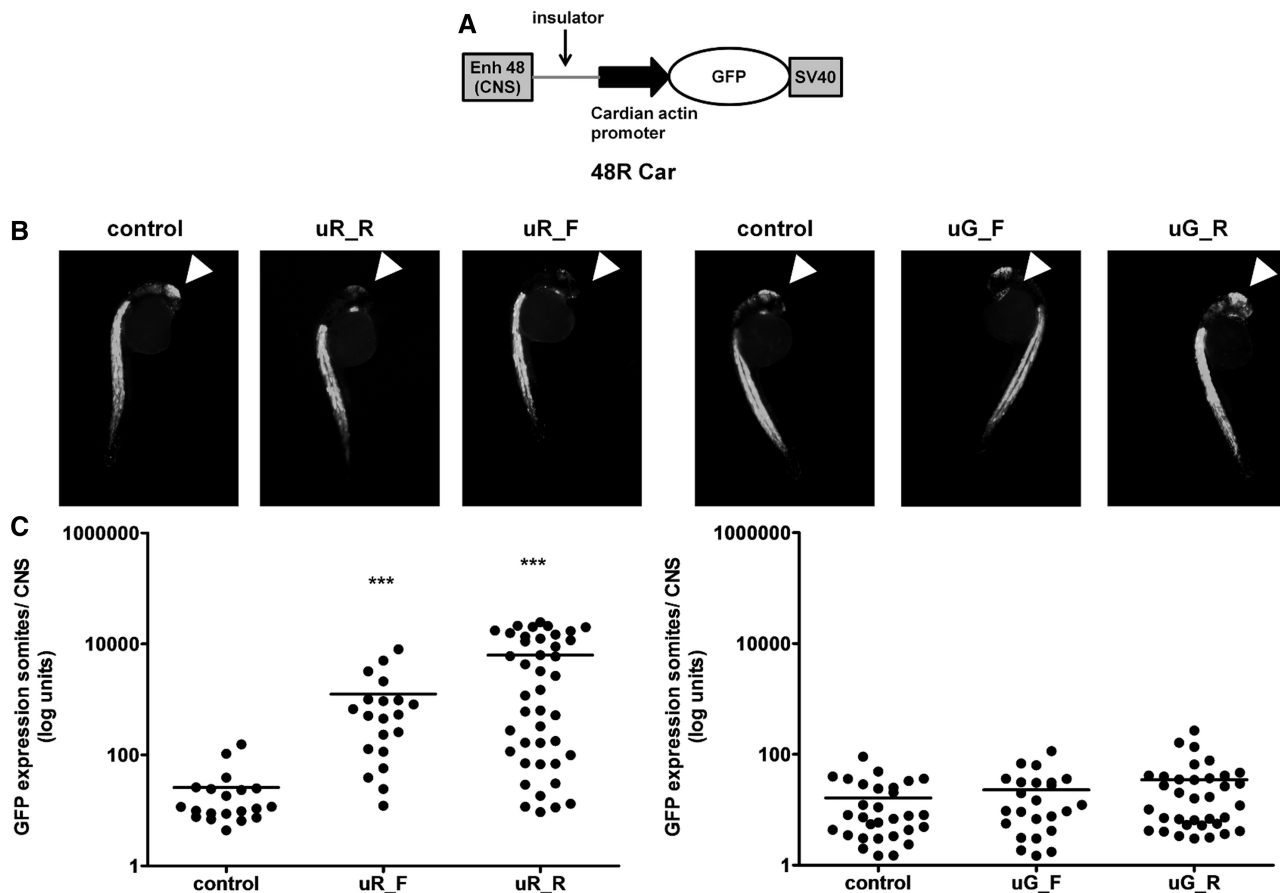 A
insulator
Enh 48
(CNS)
GFP
SV40
Cardian actin
promoter
48R Car
B
control
uR_R
uR_F
control
uG_F
uG_R
C
GFP expression somites/ CNS
(log units)
1000000
10000
100
1
***
***
control
uR_F
uR_R
GFP expression somites/ CNS
(log units)
1000000
10000
100
1
control
uG_F
uG_R